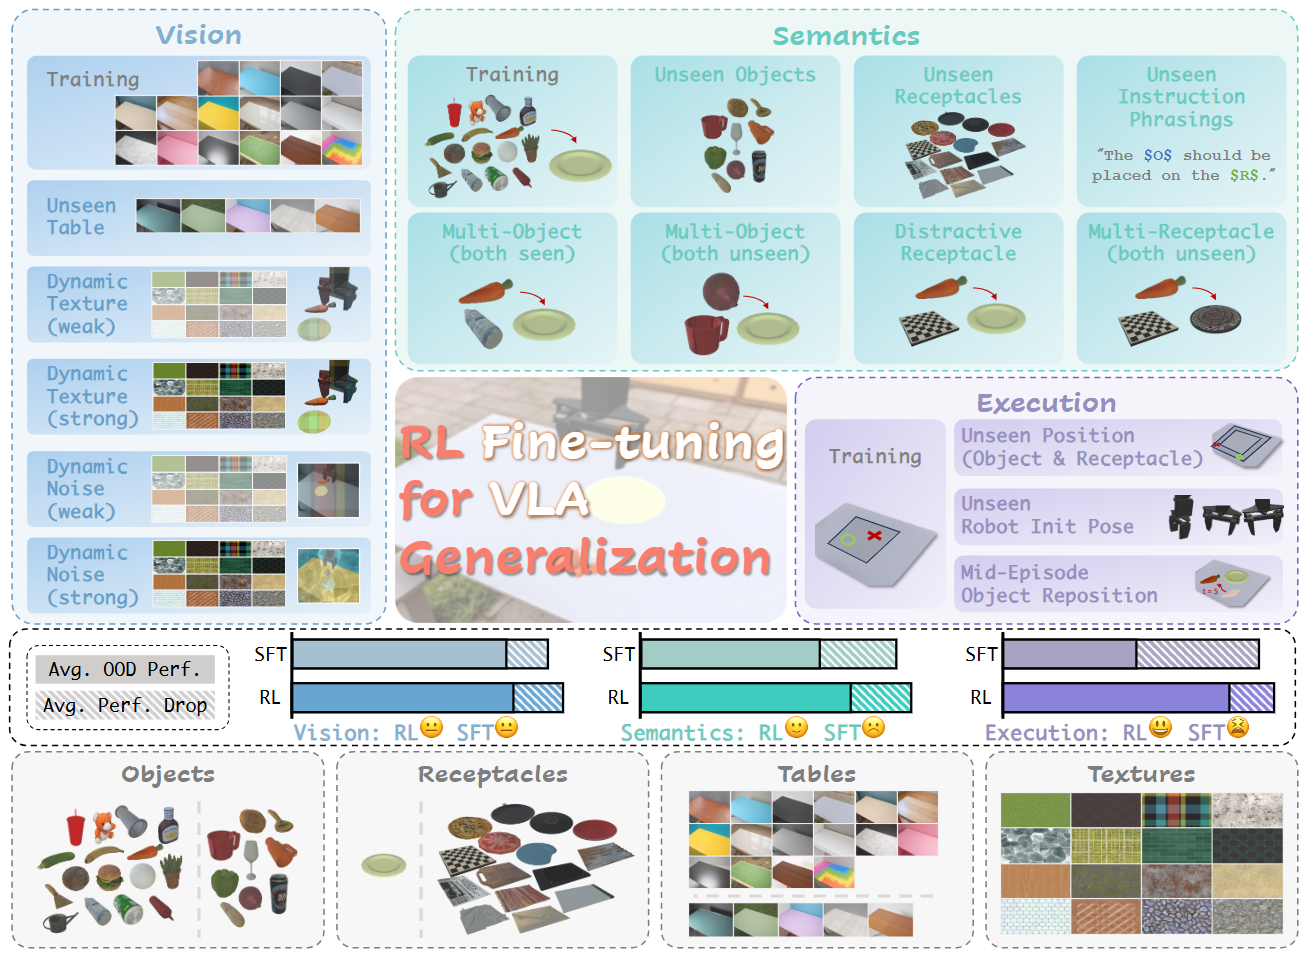 Vision
Training
Unseen
Table
Dynamic
Texture
(weak)
Dynamic
Texture
(strong)
Dynamic
Noise
(weak)
Dynamic
Noise
(strong)
Semantics
Training
Unseen Objects
Unseen
Receptacles
Unseen
Instruction
Phrasings
"The $O$ should be
placed on the $R$."
Multi-Object
(both seen)
Multi-Object
(both unseen)
Distractive
Receptacle
Multi-Receptacle
(both unseen)
RL Fine-tuning
for VLA
Generalization
Execution
Training
Unseen Position
(Object & Receptacle)
Unseen
Robot Init Pose
Mid-Episode
Object Reposition
t = 5
Avg. OOD Perf.
Avg. Perf. Drop
SFT
RL
Vision: RL😐 SFT😐
SFT
RL
Semantics: RL🙂 SFT☹️
SFT
RL
Execution: RL😃 SFT😫
Objects
Receptacles
Tables
Textures